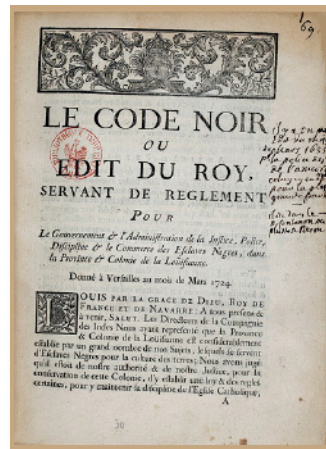 169.
LE CODE NOIR
OU
EDIT DU ROY,
SERVANT DE REGLEMENT
POUR
Le Gouvernement & l'Administration de la Justice, Police,
Discipline & le Commerce des Esclaves Negres, dans
la Province & Colonie de la Loüisianne.
Donné à Versailles au mois de Mars 1724.
LOUIS PAR LA GRACE DE DIEU, ROY DE
FRANCE ET DE NAVARRE: A tous presens &
à venir, SALUT. Les Directeurs de la Compagnie
des Indes Nous ayant representé que la Province
& Colonie de la Loüisianne est considerablement
establie par un grand nombre de nos Sujets, lesquels se servent
d'Esclaves Negres pour la culture des terres; Nous avons jugé
qu'il estoit de nostre authorité & de nostre Justice, pour la
conservation de cette Colonie, d'y establir une loy & des regles
certaines, pour y maintenir la discipline de l'Eglise Catholique,
A